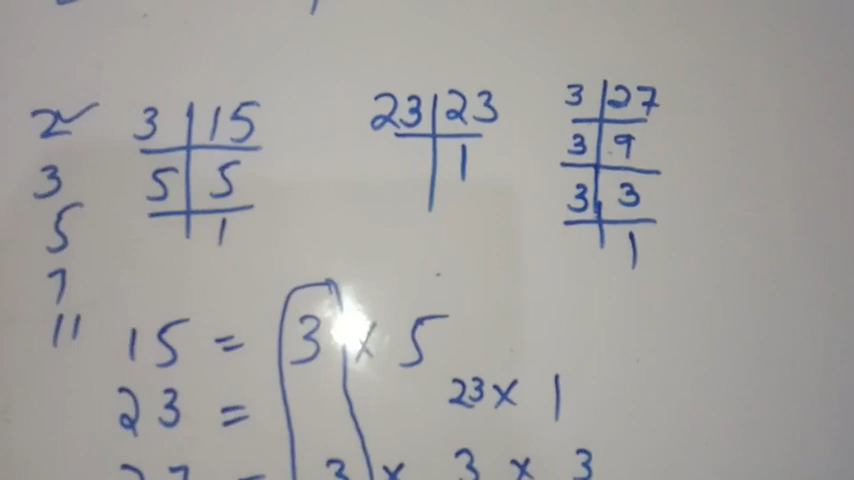 2 3 | 15 23 | 23 3 | 27
3 5 | 5 1 3 | 9
5 1 3 | 3
7 1
11
15 = 3 × 5
23 = 23 × 1
27 = 3 × 3 × 3